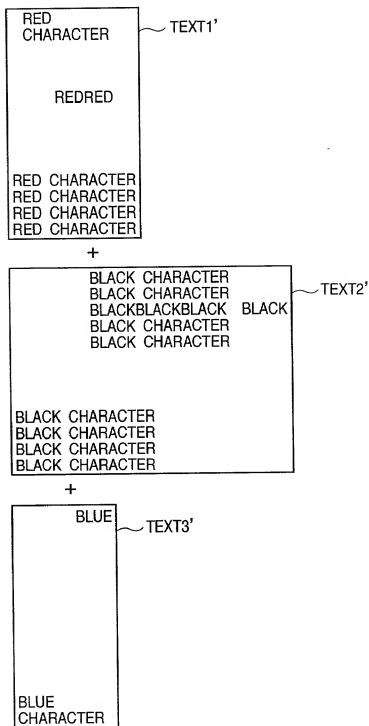 RED
CHARACTER
TEXT1'
REDRED
RED CHARACTER
RED CHARACTER
RED CHARACTER
RED CHARACTER
+
BLACK CHARACTER
BLACK CHARACTER
TEXT2'
BLACKBLACKBLACK BLACK
BLACK CHARACTER
BLACK CHARACTER
BLACK CHARACTER
BLACK CHARACTER
BLACK CHARACTER
BLACK CHARACTER
+
BLUE
TEXT3'
BLUE
CHARACTER